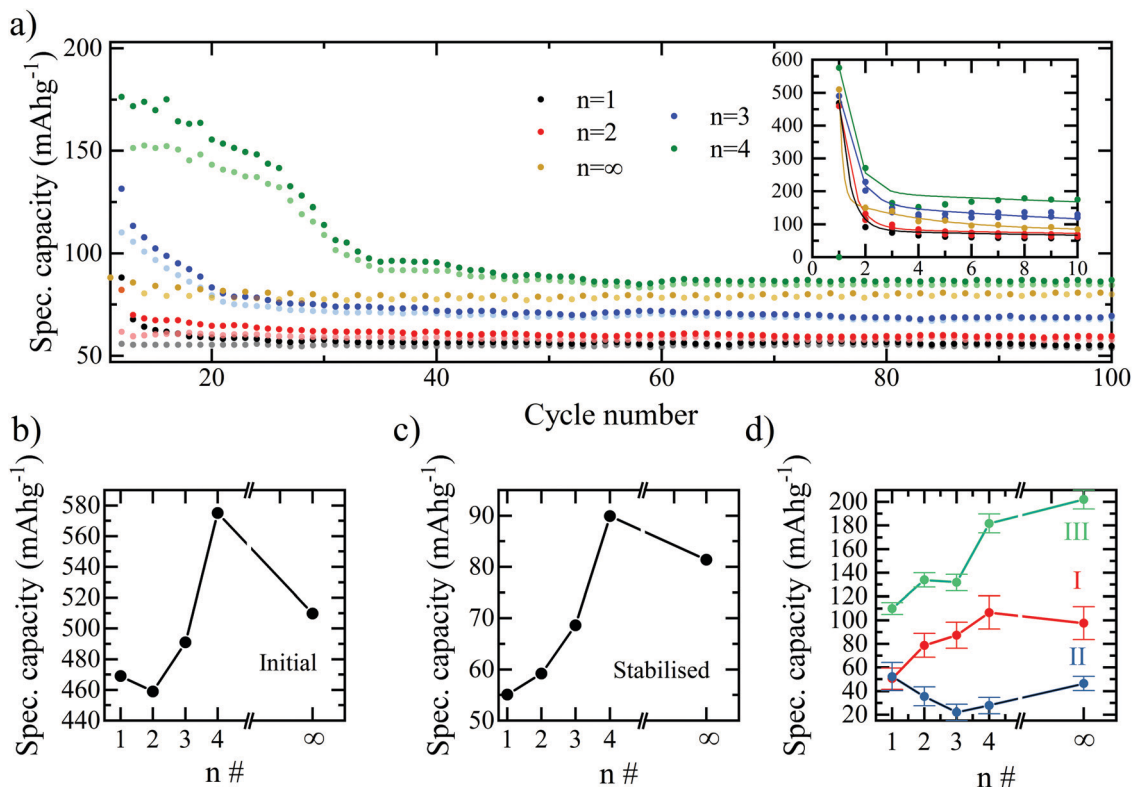 a)
Spec. capacity (mAhg⁻¹)
200
150
100
50
20
40
60
80
100
Cycle number
n=1
n=2
n=∞
n=3
n=4
600
500
400
300
200
100
0
0
2
4
6
8
10
b)
Spec. capacity (mAhg⁻¹)
580
560
540
520
500
480
460
440
Initial
1
2
3
4
∞
n #
c)
Spec. capacity (mAhg⁻¹)
90
80
70
60
50
Stabilised
1
2
3
4
∞
n #
d)
Spec. capacity (mAhg⁻¹)
200
180
160
140
120
100
80
60
40
20
III
I
II
1
2
3
4
∞
n #